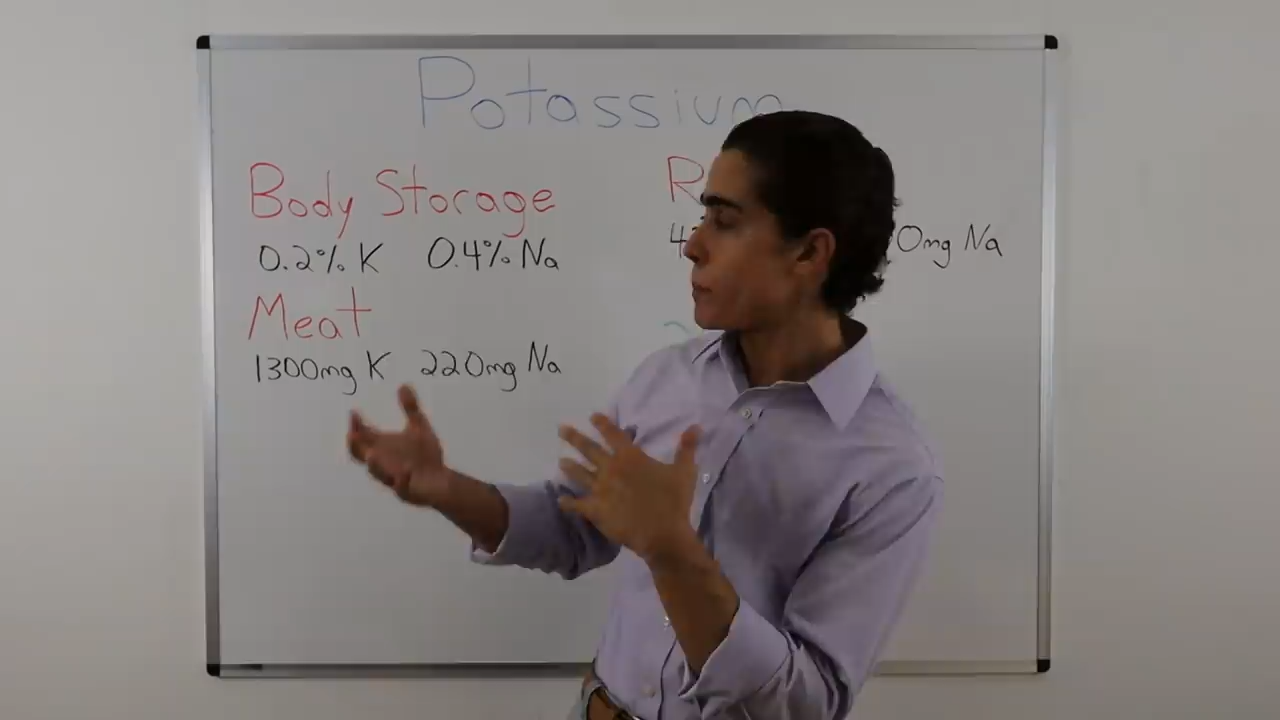 Potassium
Body Storage
0.2% K 0.4% Na
Meat
1300mg K 220mg Na
0mg Na